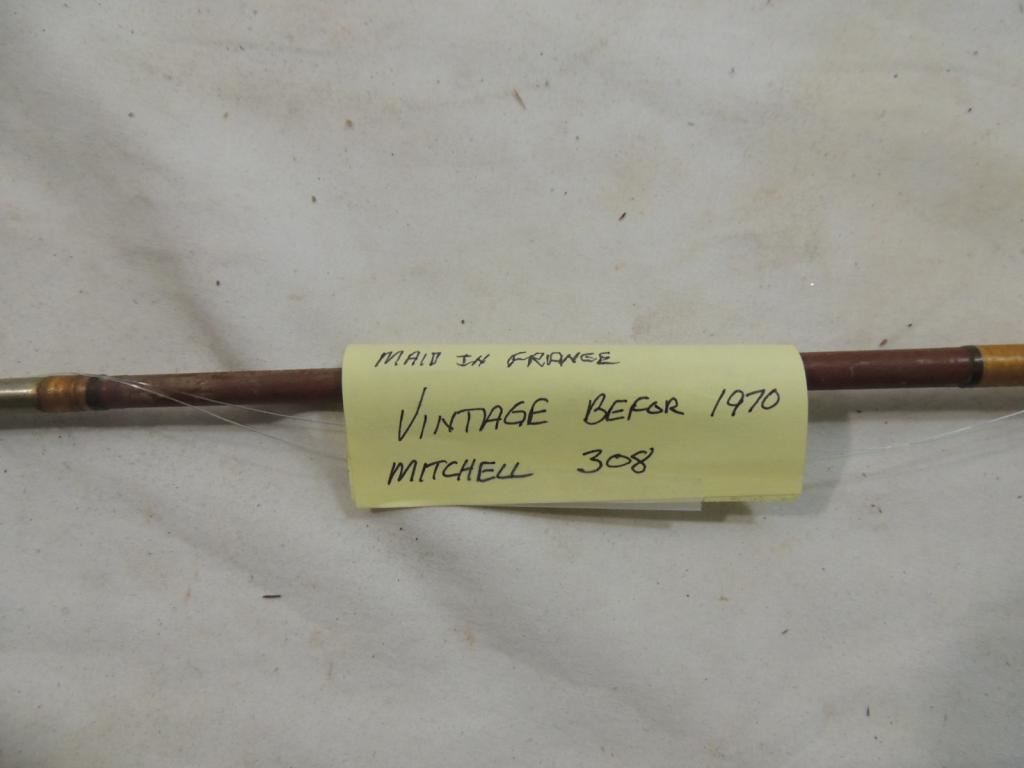 MAID IN FRANCE
VINTAGE BEFOR 1970
MITCHELL 308